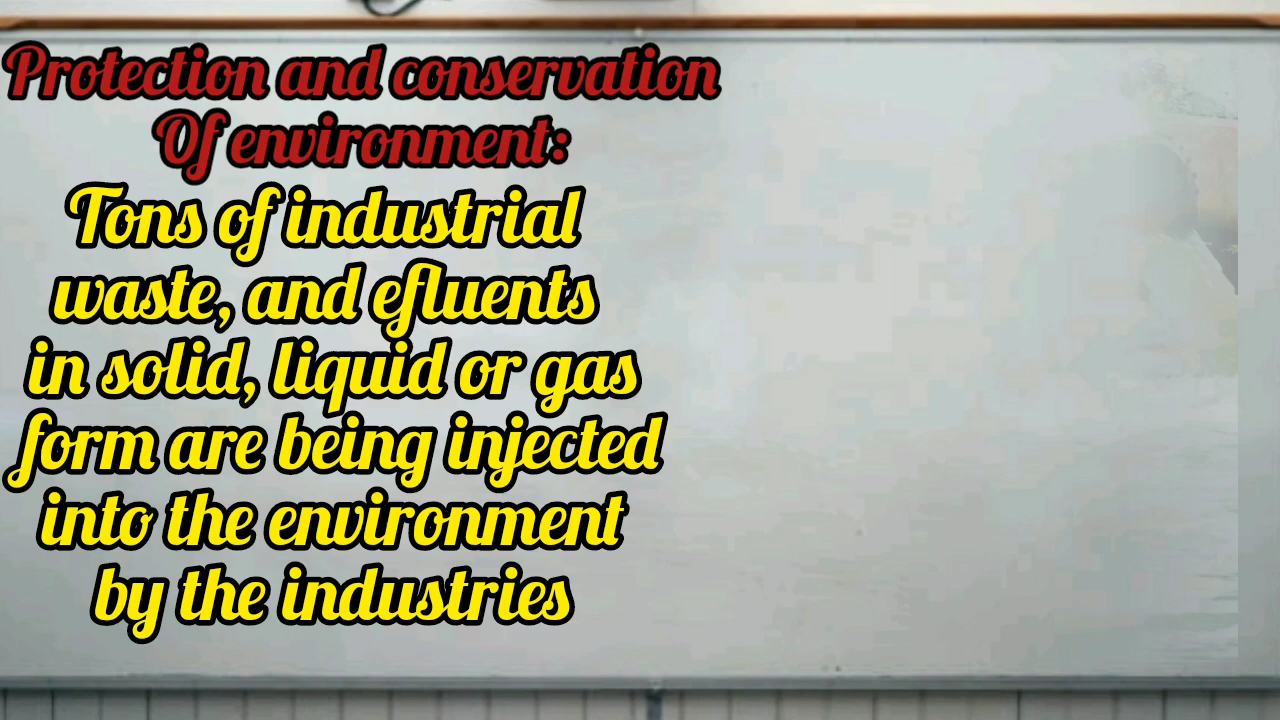 Protection and conservation
Of environment:
Tons of industrial
waste, and efluents
in solid, liquid or gas
form are being injected
into the environment
by the industries